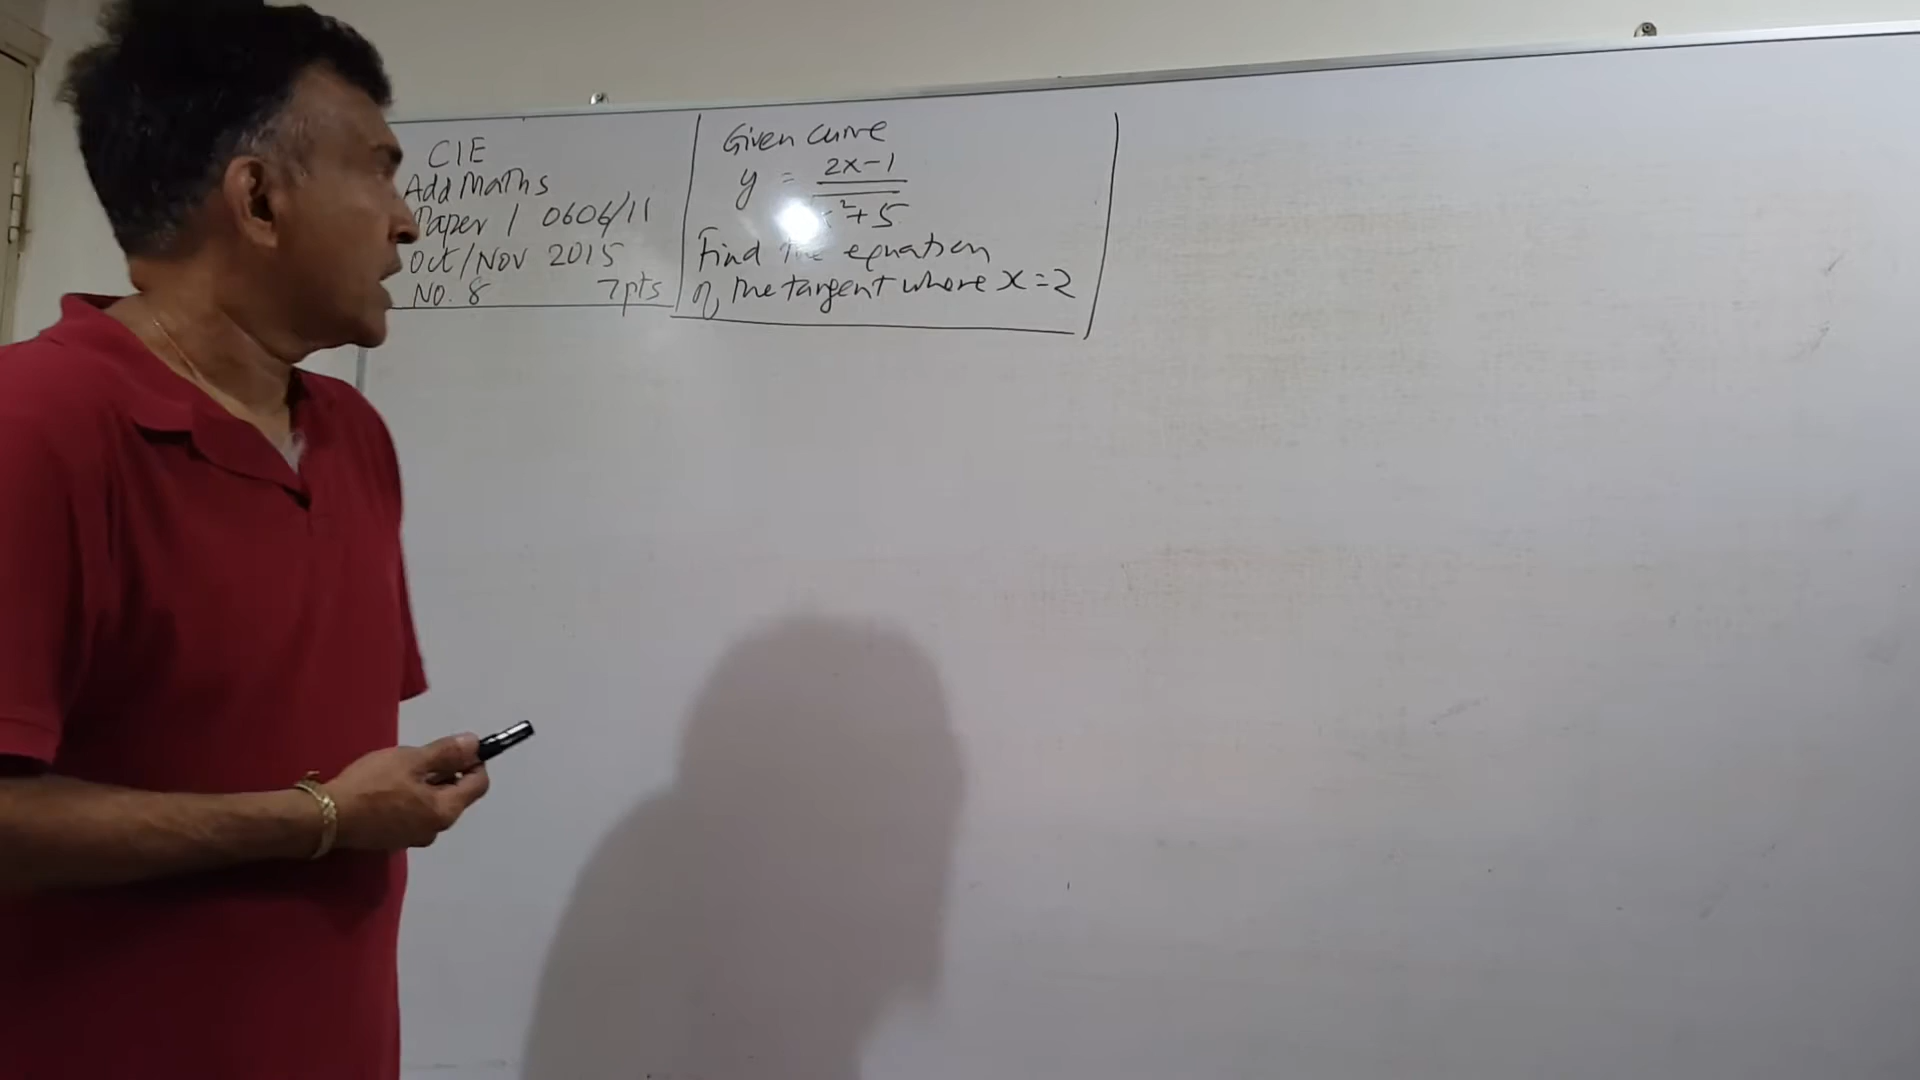 CIE
Add Maths
Paper 1 0606/11
Oct/Nov 2015
No. 8 7pts
Given curve
y = 2x-1
x²+5
Find the equation
of the tangent where x=2